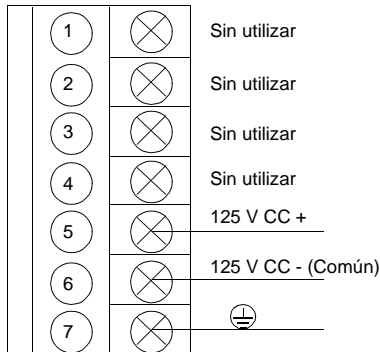 1 Sin utilizar
2 Sin utilizar
3 Sin utilizar
4 Sin utilizar
5 125 V CC +
6 125 V CC - (Común)
7